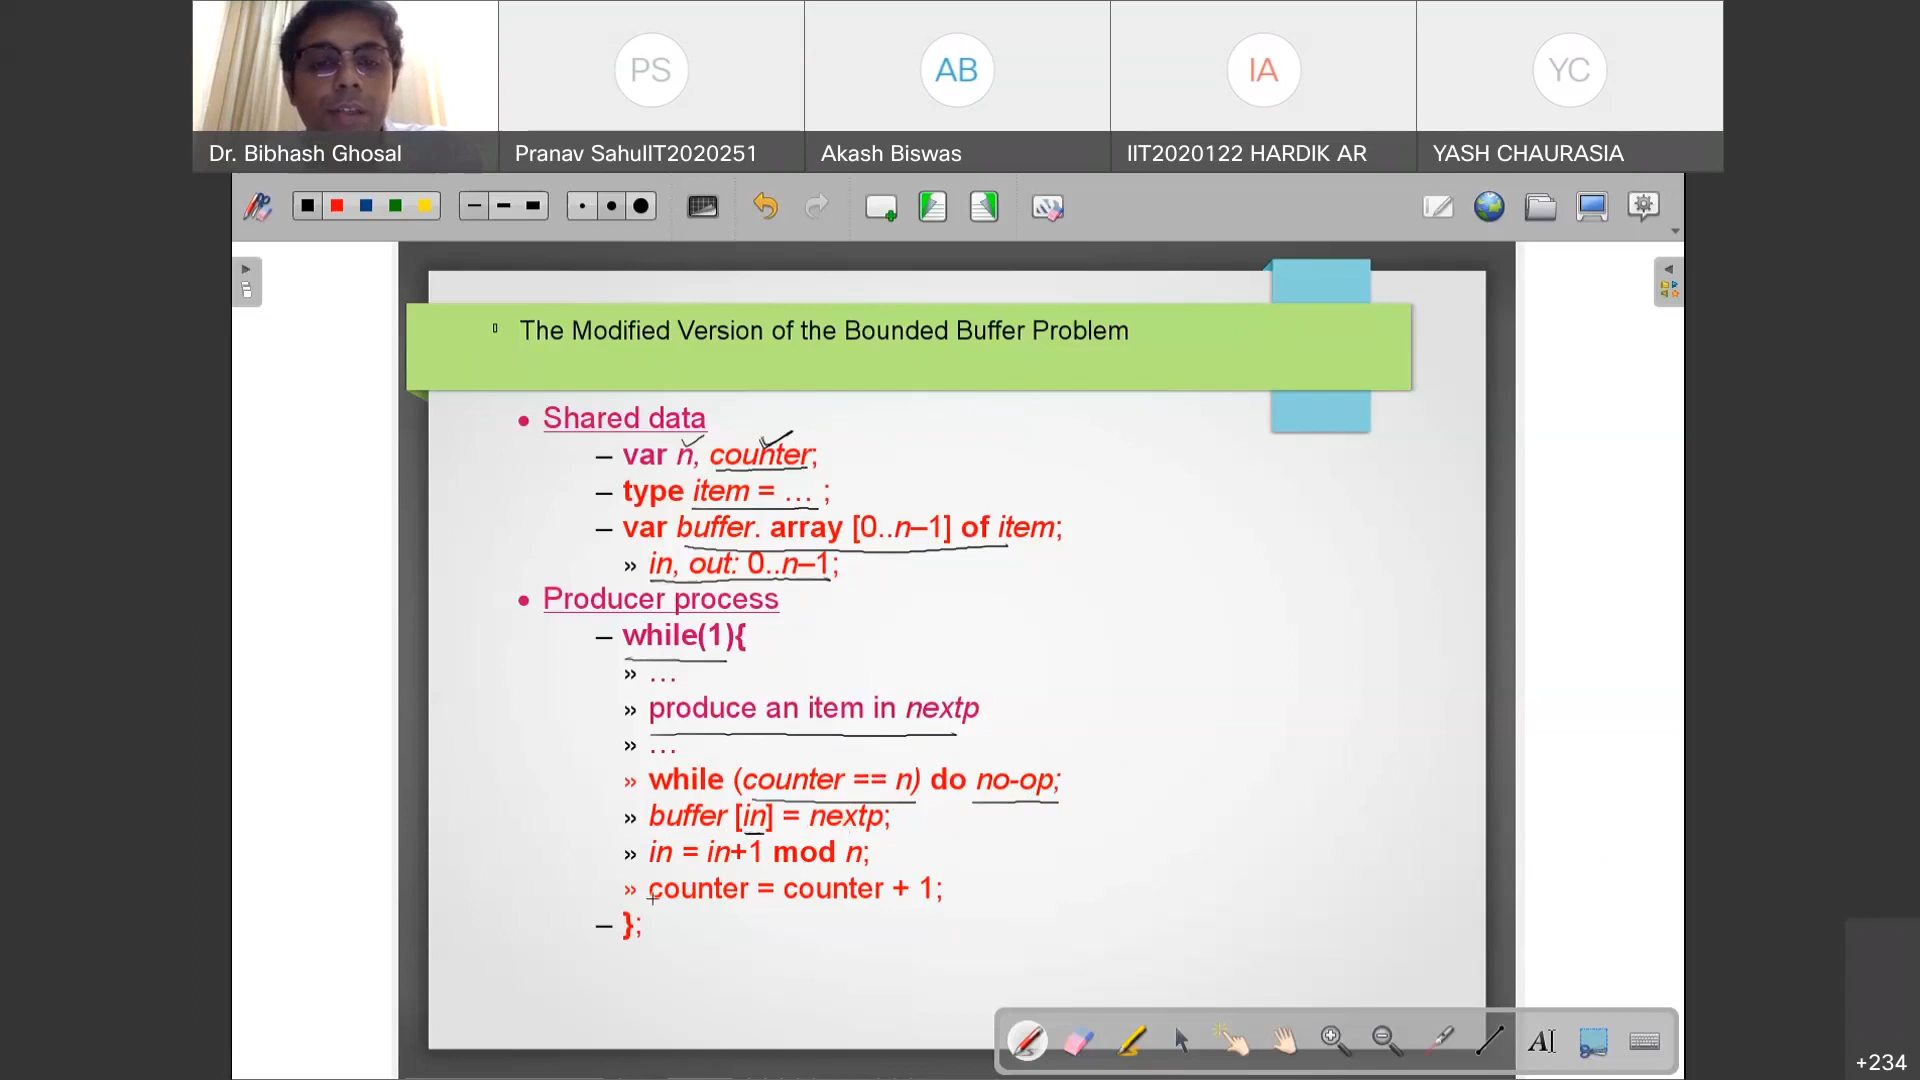 PS
AB
IA
YC
Dr. Bibhash Ghosal
Pranav SahuIIT2020251
Akash Biswas
IIT2020122 HARDIK AR
YASH CHAURASIA
The Modified Version of the Bounded Buffer Problem
• Shared data
– var n, counter;
– type item = … ;
– var buffer. array [0..n–1] of item;
» in, out: 0..n–1;
• Producer process
– while(1){
» …
» produce an item in nextp
» …
» while (counter == n) do no-op;
» buffer [in] = nextp;
» in = in+1 mod n;
» counter = counter + 1;
– };
AI
+234